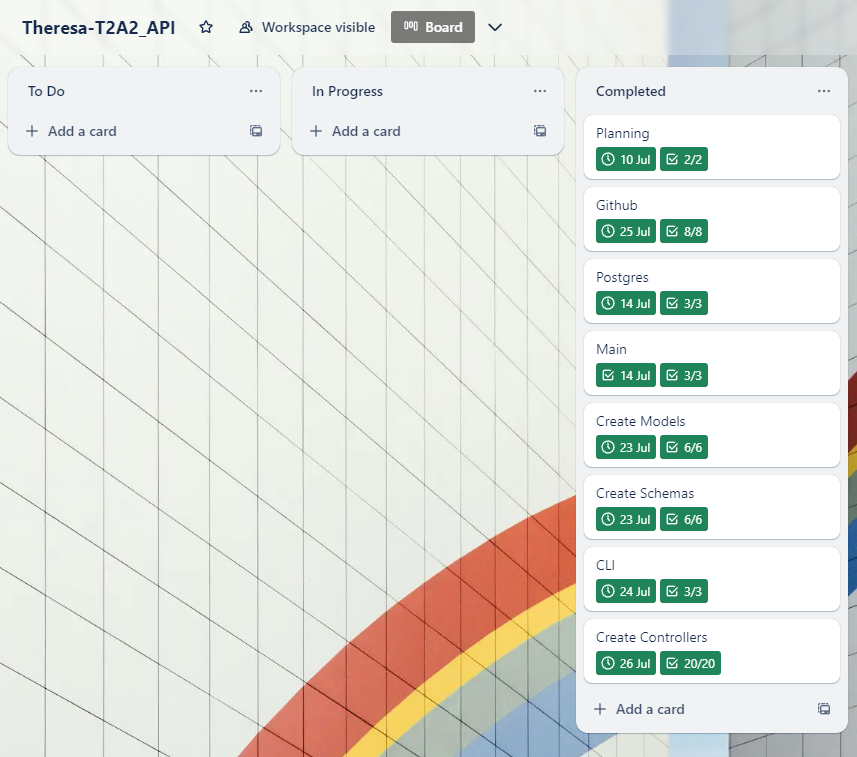 Theresa-T2A2_API Workspace visible Board
To Do
Add a card
In Progress
Add a card
Completed
Planning
10 Jul 2/2
Github
25 Jul 8/8
Postgres
14 Jul 3/3
Main
14 Jul 3/3
Create Models
23 Jul 6/6
Create Schemas
23 Jul 6/6
CLI
24 Jul 3/3
Create Controllers
26 Jul 20/20
Add a card